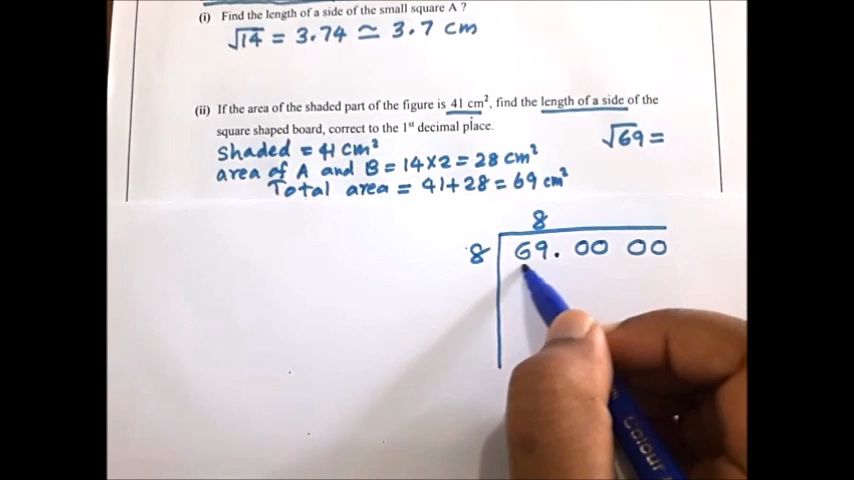 (i) Find the length of a side of the small square A ?
√14 = 3.74 ≃ 3.7 cm
(ii) If the area of the shaded part of the figure is 41 cm², find the length of a side of the
square shaped board, correct to the 1st decimal place.
√69 =
Shaded = 41 cm²
area of A and B = 14×2 = 28 cm²
Total area = 41+28 = 69 cm²
8
8 69. 00 00
Colour